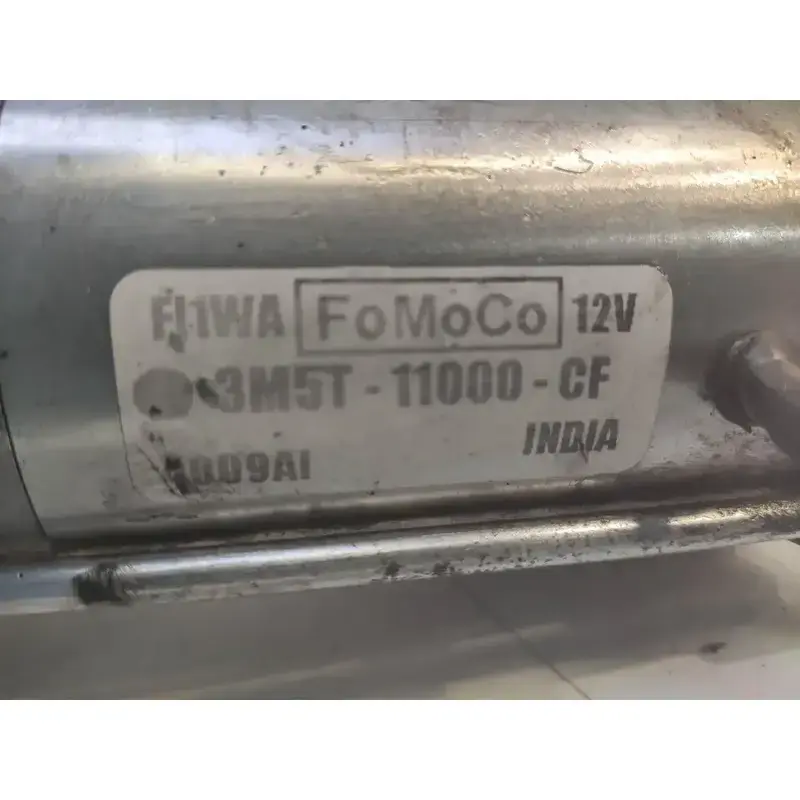 FoMoCo 12V
3M5T - 11000 - CF
INDIA